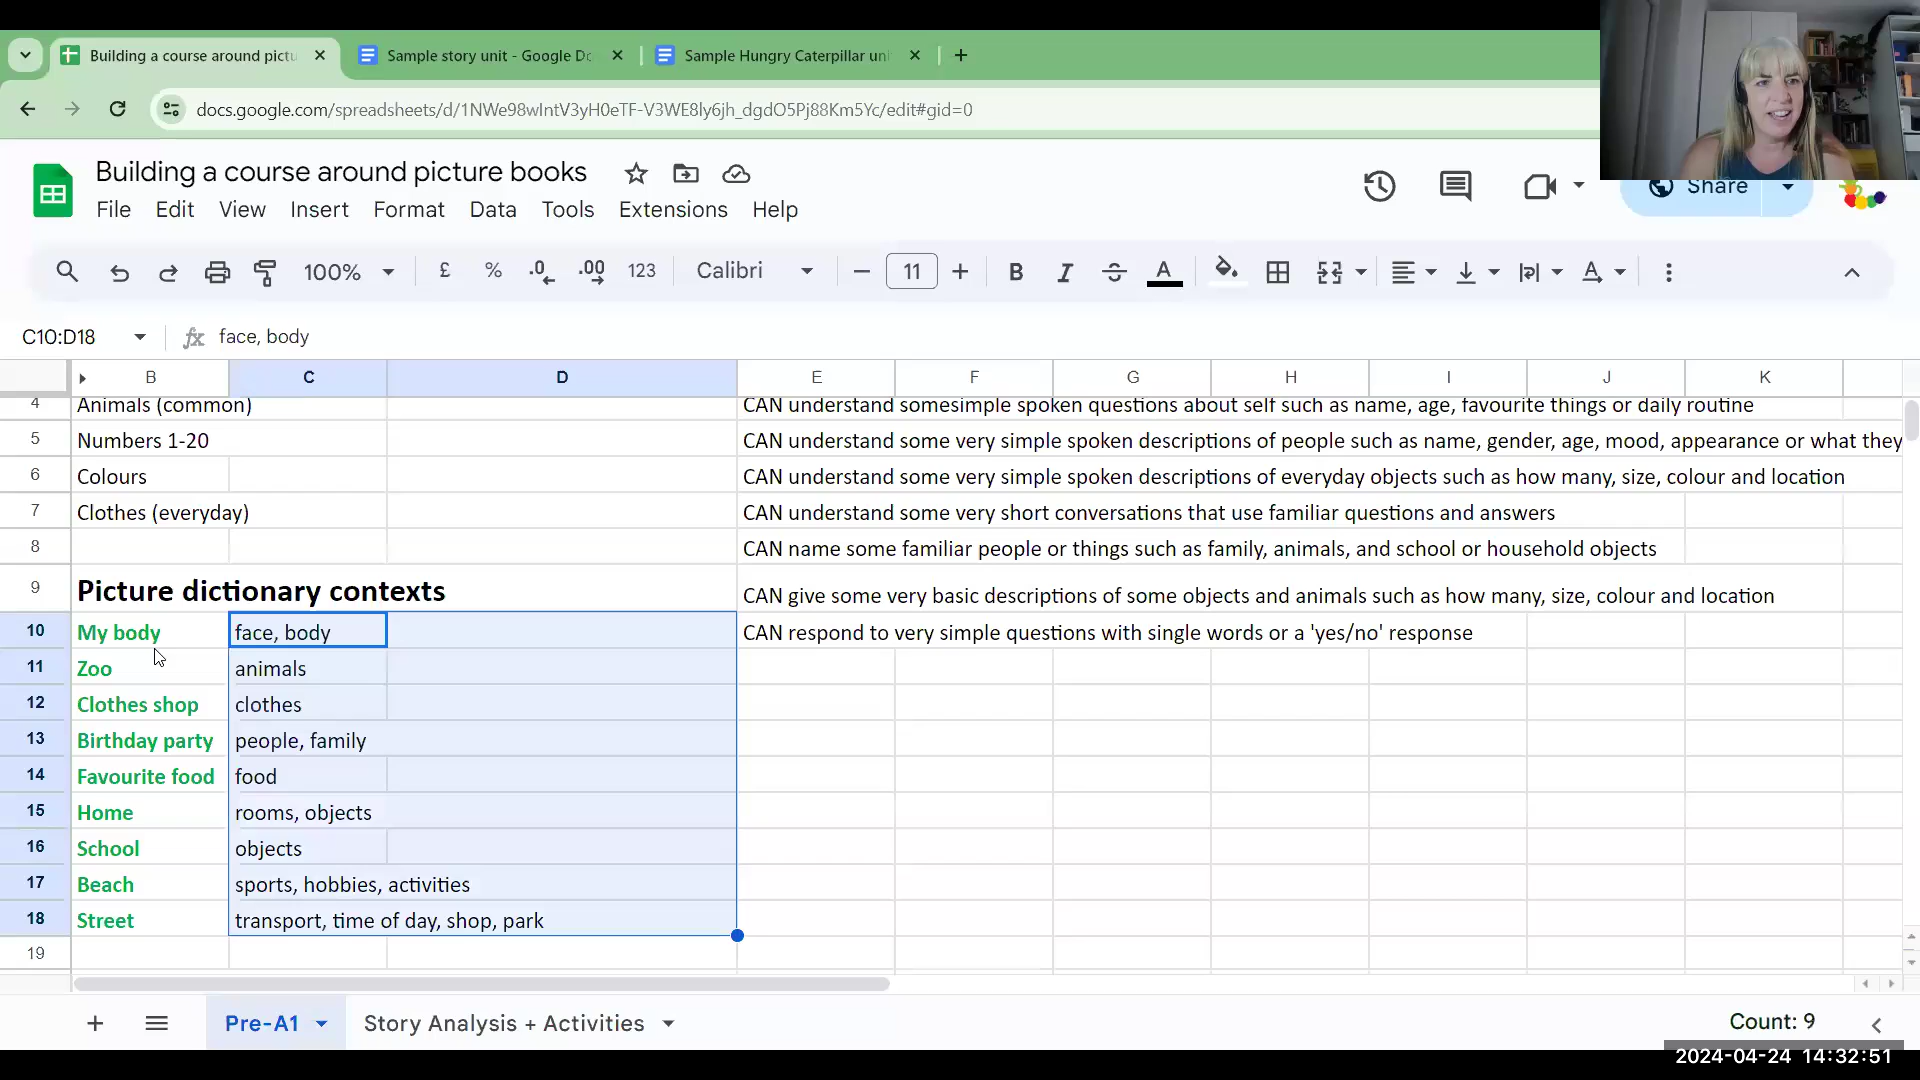 Building a course around pictu
Sample story unit - Google Do
Sample Hungry Caterpillar uni
docs.google.com/spreadsheets/d/1NWe98wIntV3yH0eTF-V3WE8ly6jh_dgdO5Pj88Km5Yc/edit#gid=0
Building a course around picture books
Share
File Edit View Insert Format Data Tools Extensions Help
100% £ % .0 .00 123 Calibri 11 B I A
C10:D18 fx face, body
B C D E F G H I J K
4 Animals (common) CAN understand somesimple spoken questions about self such as name, age, favourite things or daily routine
5 Numbers 1-20 CAN understand some very simple spoken descriptions of people such as name, gender, age, mood, appearance or what they
6 Colours CAN understand some very simple spoken descriptions of everyday objects such as how many, size, colour and location
7 Clothes (everyday) CAN understand some very short conversations that use familiar questions and answers
8 CAN name some familiar people or things such as family, animals, and school or household objects
9 Picture dictionary contexts CAN give some very basic descriptions of some objects and animals such as how many, size, colour and location
10 My body face, body CAN respond to very simple questions with single words or a 'yes/no' response
11 Zoo animals
12 Clothes shop clothes
13 Birthday party people, family
14 Favourite food food
15 Home rooms, objects
16 School objects
17 Beach sports, hobbies, activities
18 Street transport, time of day, shop, park
19
Pre-A1 Story Analysis + Activities Count: 9
2024-04-24 14:32:51